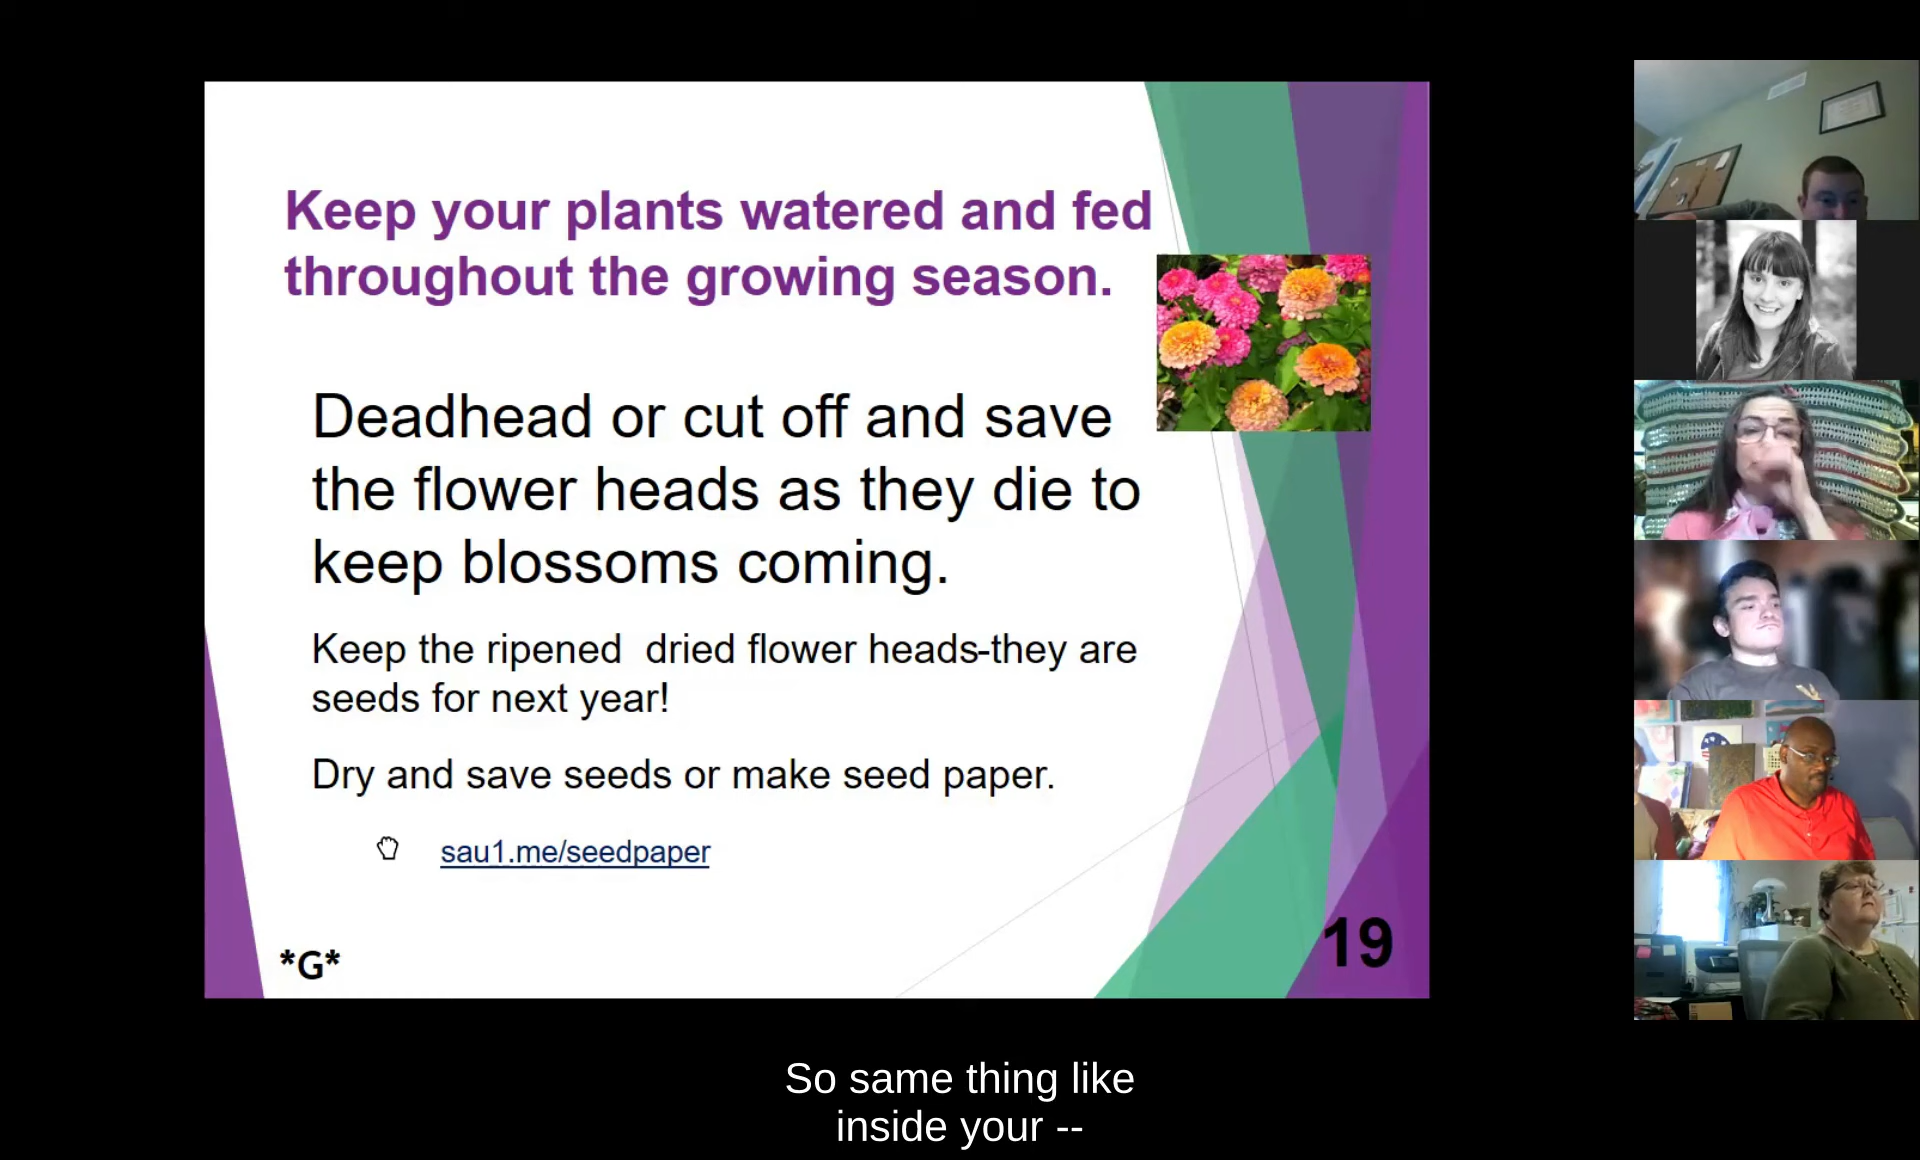 Keep your plants watered and fed
throughout the growing season.
Deadhead or cut off and save
the flower heads as they die to
keep blossoms coming.
Keep the ripened  dried flower heads-they are
seeds for next year!
Dry and save seeds or make seed paper.
sau1.me/seedpaper
*G*
19
So same thing like
inside your --